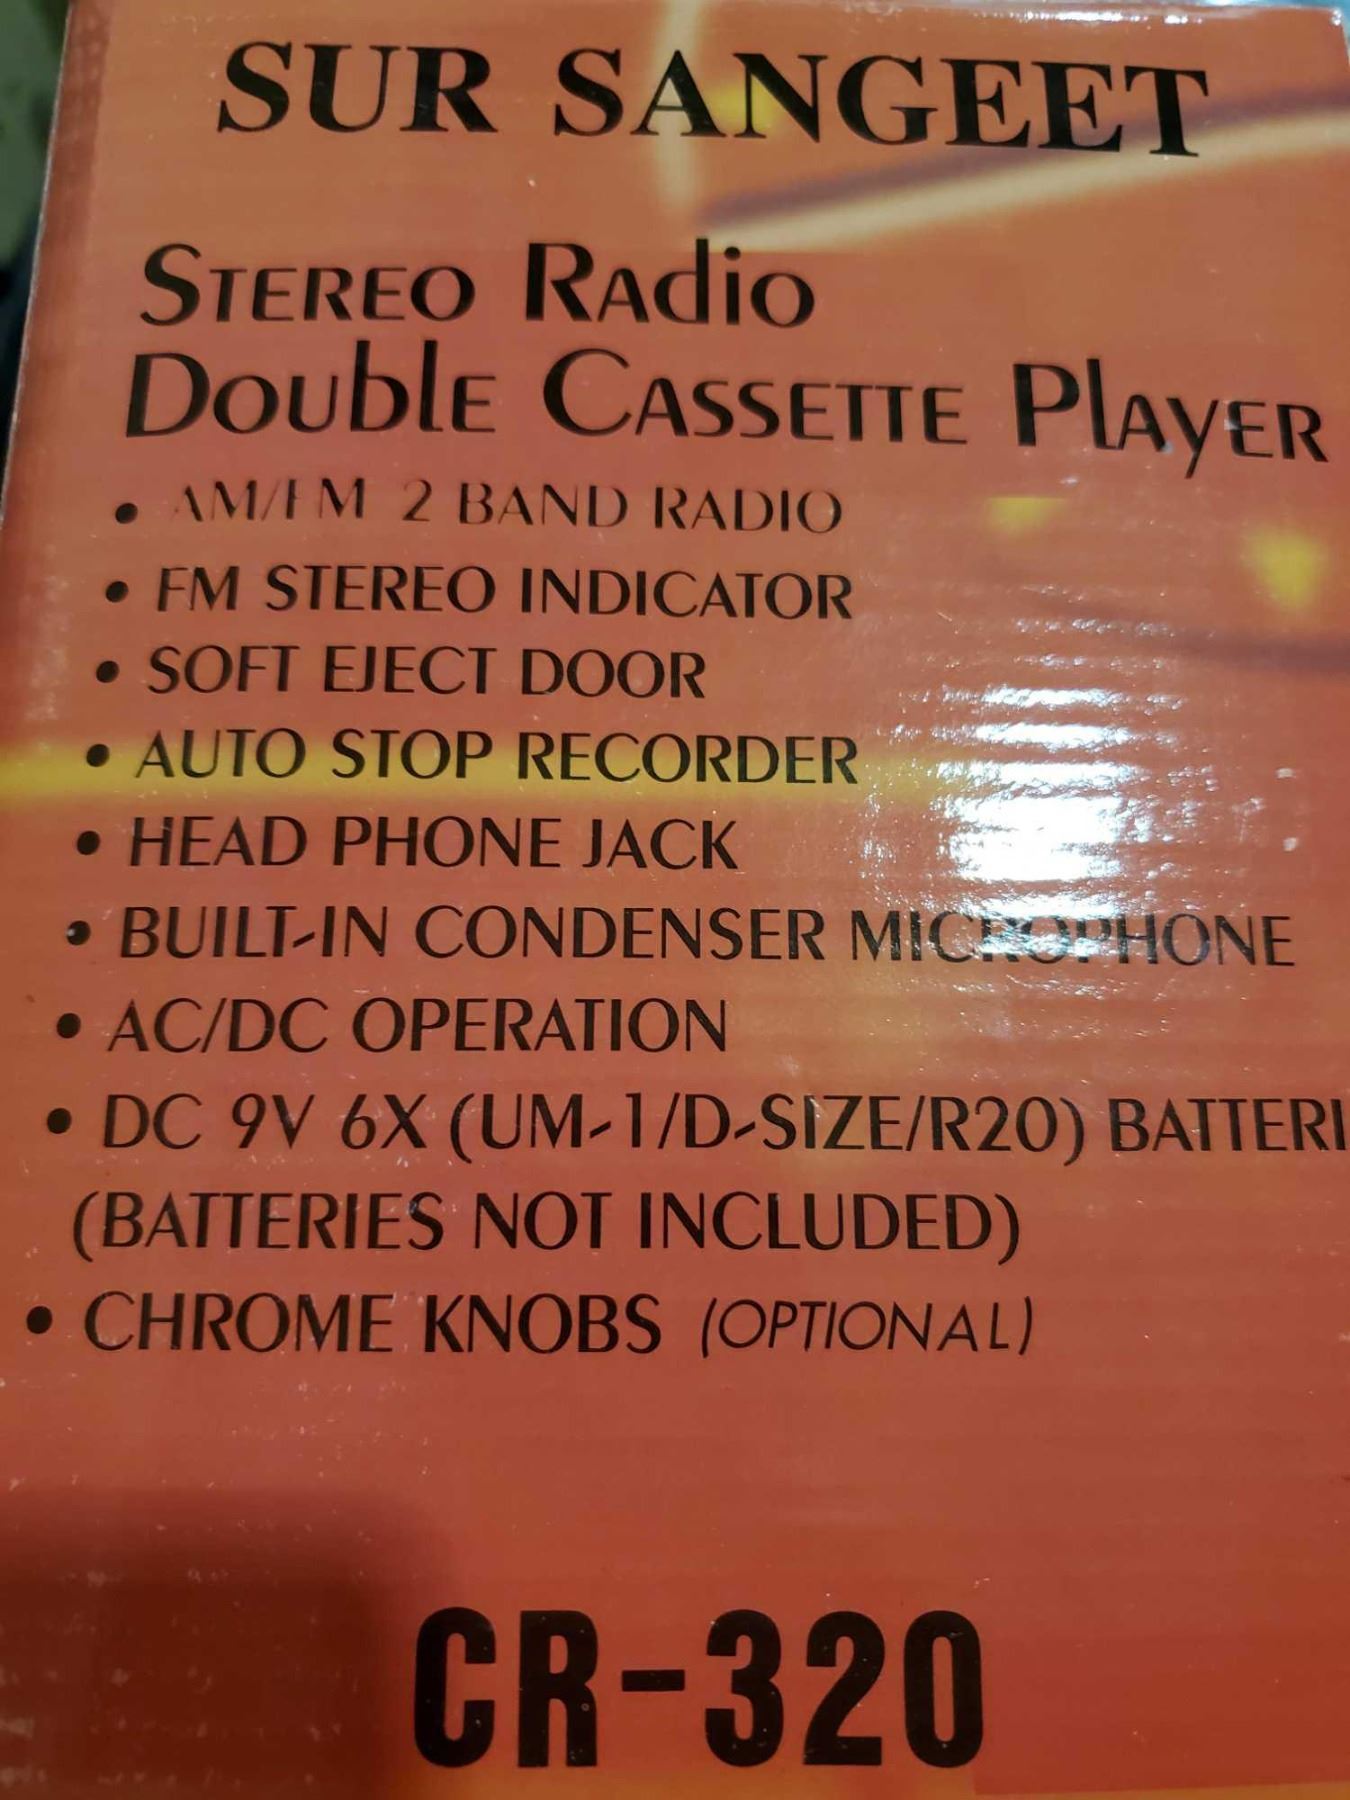 SUR SANGEET
STEREO RAdio
DOUblE CASSETTE PlAyER
• AM/FM 2 BAND RADIO
• FM STEREO INDICATOR
• SOFT EJECT DOOR
• AUTO STOP RECORDER
• HEAD PHONE JACK
• BUILT-IN CONDENSER MICROPHONE
• AC/DC OPERATION
• DC 9V 6X (UM-1/D-SIZE/R20) BATTERI
(BATTERIES NOT INCLUDED)
• CHROME KNOBS (OPTIONAL)
CR-320